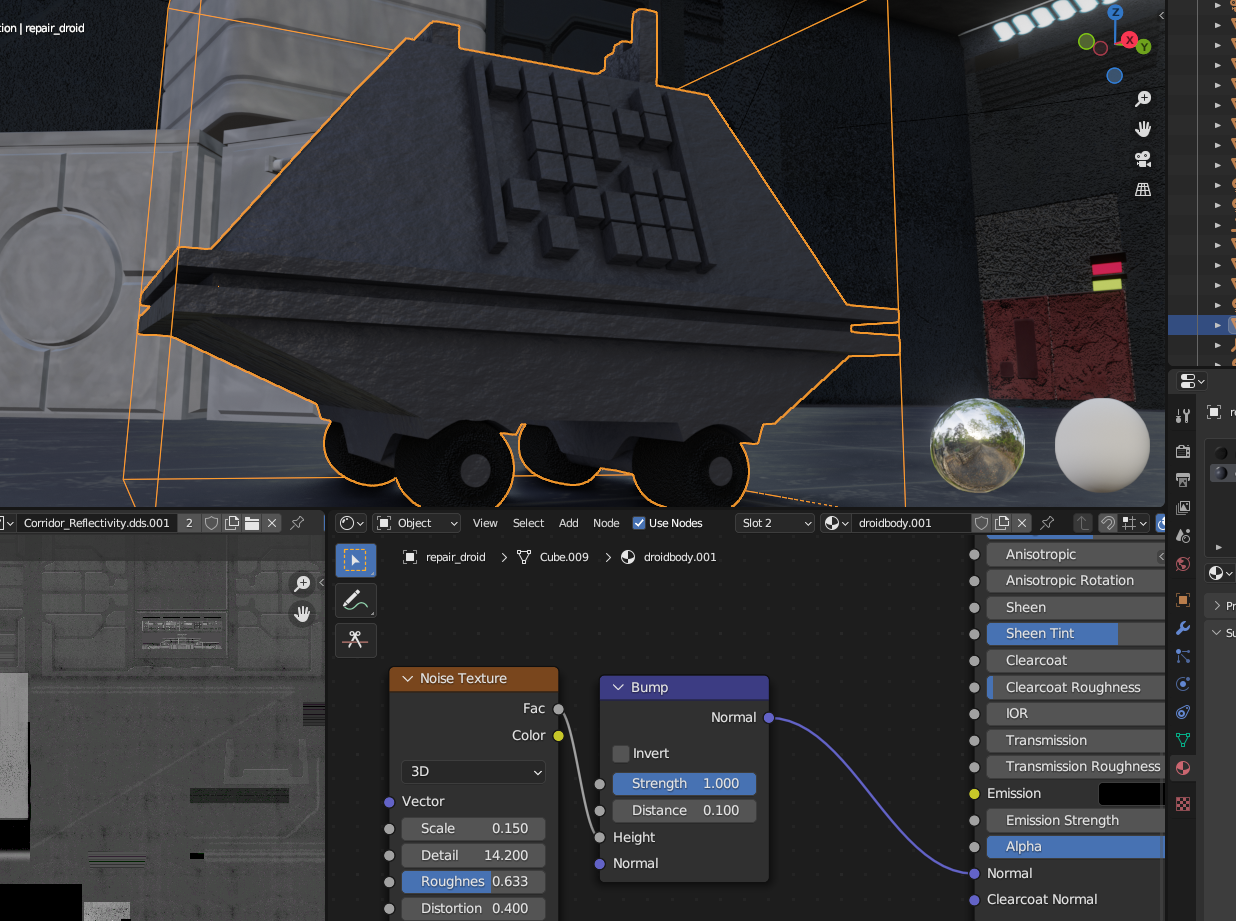 tion | repair_droid
Z
X
Y
Corridor_Reflectivity.dds.001
2
Object
View
Select
Add
Node
Use Nodes
Slot 2
droidbody.001
repair_droid
Cube.009
droidbody.001
Anisotropic
Anisotropic Rotation
Sheen
Sheen Tint
Clearcoat
Clearcoat Roughness
IOR
Transmission
Transmission Roughness
Emission
Emission Strength
Alpha
Normal
Clearcoat Normal
Noise Texture
Fac
Color
3D
Vector
Scale 0.150
Detail 14.200
Roughnes 0.633
Distortion 0.400
Bump
Normal
Invert
Strength 1.000
Distance 0.100
Height
Normal
Pr
Su